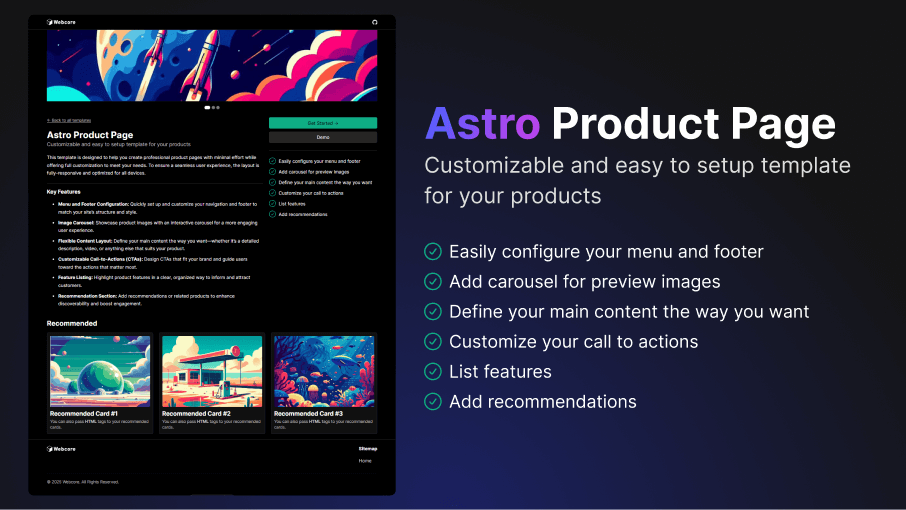 Webcore
← Back to all templates
Astro Product Page
Customizable and easy to setup template for your products
This template is designed to help you create professional product pages with minimal effort while
offering full customization to meet your needs. To ensure a seamless user experience, the layout is
fully-responsive and optimized for all devices.
Key Features
• Menu and Footer Configuration: Quickly set up and customize your navigation and footer to
match your site's structure and style.
• Image Carousel: Showcase product images with an interactive carousel for a more engaging
user experience.
• Flexible Content Layout: Define your main content the way you want—whether it's a detailed
description, video, or anything else that suits your product.
• Customizable Call-to-Actions (CTAs): Design CTAs that fit your brand and guide users
toward the actions that matter most.
• Feature Listing: Highlight product features in a clear, organized way to inform and attract
customers.
• Recommendation Section: Add recommendations or related products to enhance
discoverability and boost engagement.
Get Started →
Demo
Easily configure your menu and footer
Add carousel for preview images
Define your main content the way you want
Customize your call to actions
List features
Add recommendations
Recommended
Recommended Card #1
You can also pass HTML tags to your recommended
cards.
Recommended Card #2
You can also pass HTML tags to your recommended
cards.
Recommended Card #3
You can also pass HTML tags to your recommended
cards.
Webcore
Sitemap
Home
© 2025 Webcore. All Rights Reserved.
Astro Product Page
Customizable and easy to setup template
for your products
Easily configure your menu and footer
Add carousel for preview images
Define your main content the way you want
Customize your call to actions
List features
Add recommendations